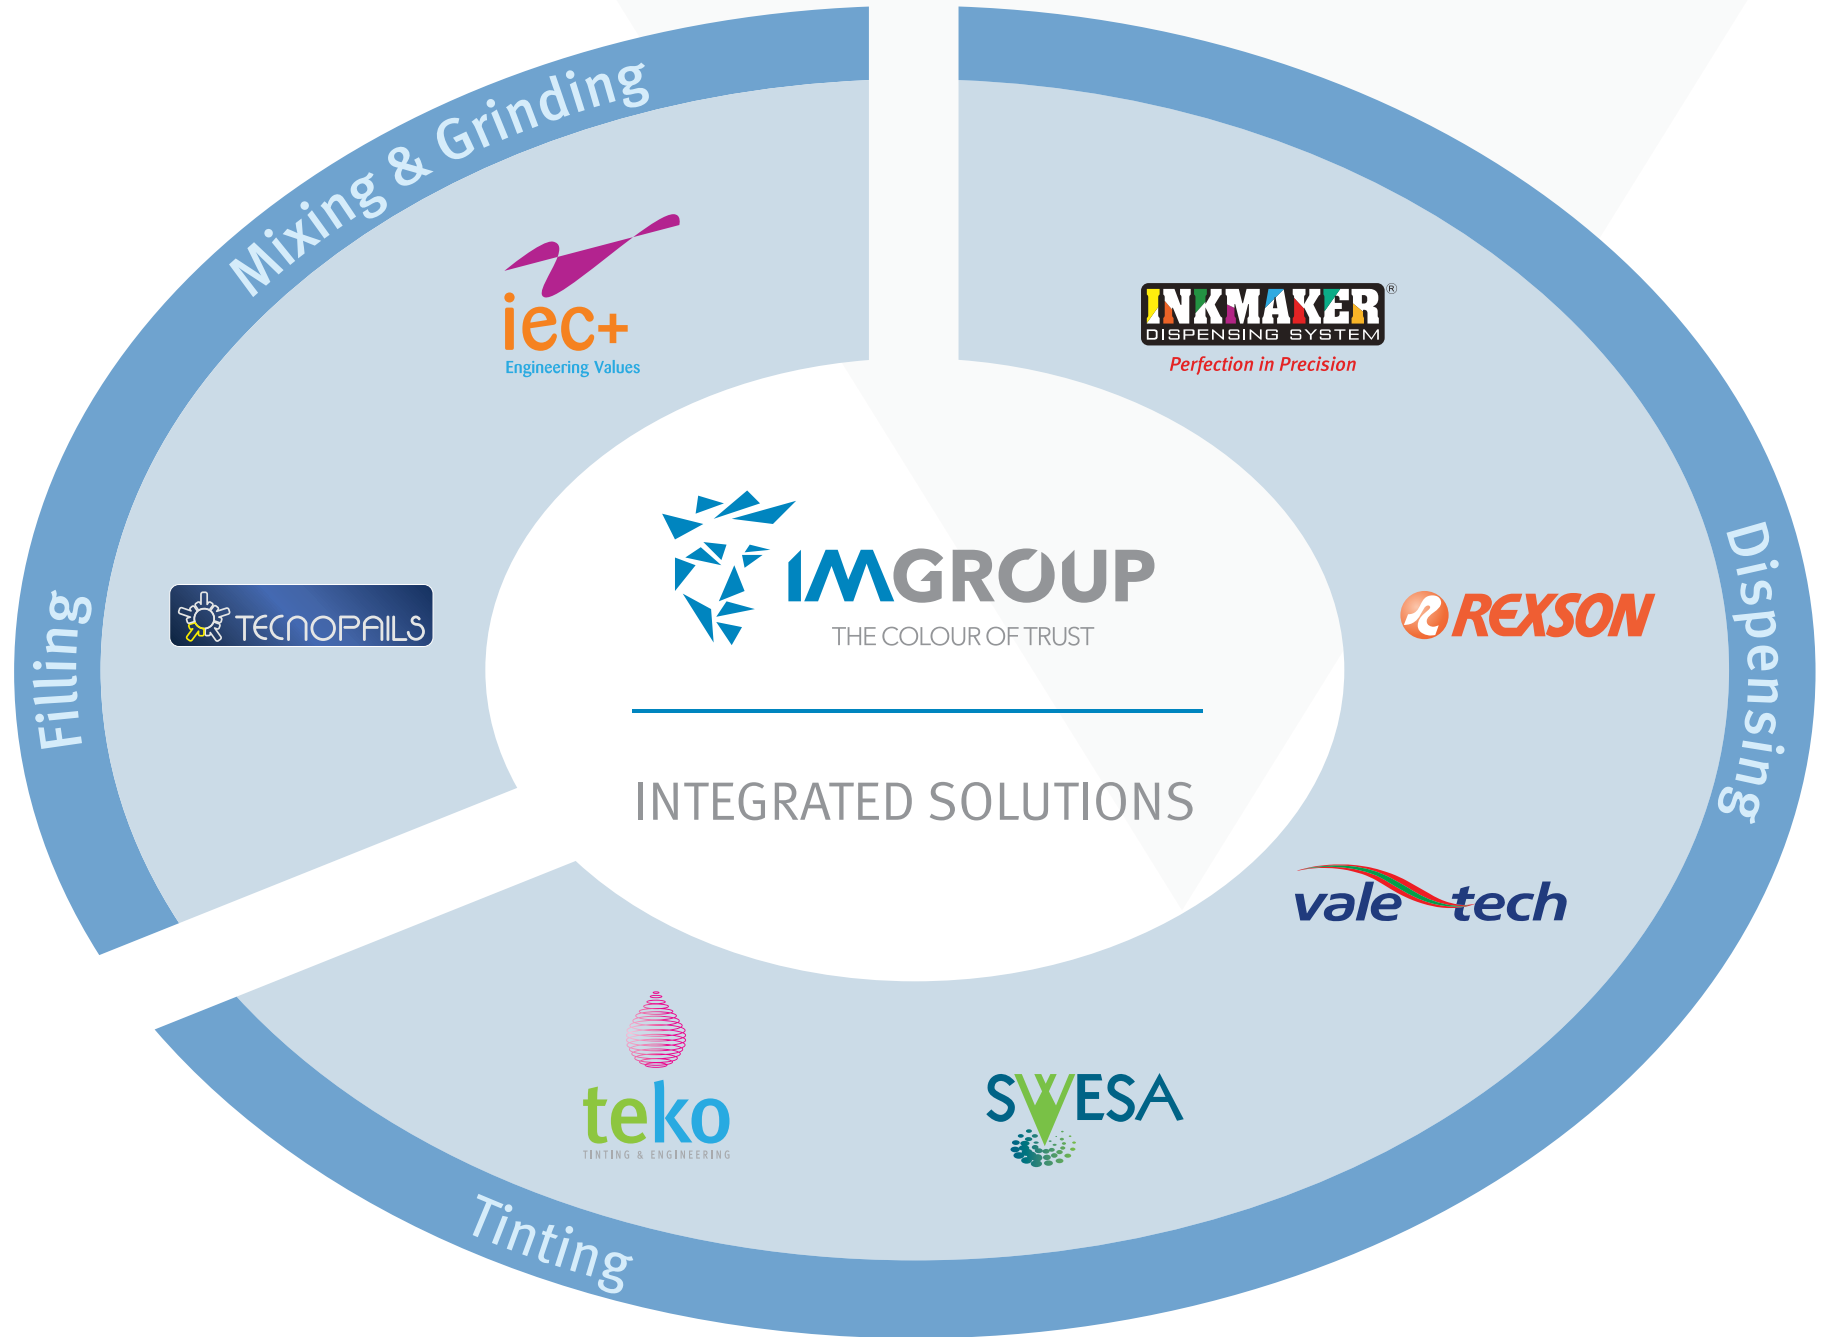 Mixing & Grinding
iec+
Engineering Values
INKMAKER®
DISPENSING SYSTEM
Perfection in Precision
Filling
TECNOPAILS
IMGROUP
THE COLOUR OF TRUST
INTEGRATED SOLUTIONS
REXSON
Dispensing
vale tech
teko
TINTING & ENGINEERING
SWESA
Tinting